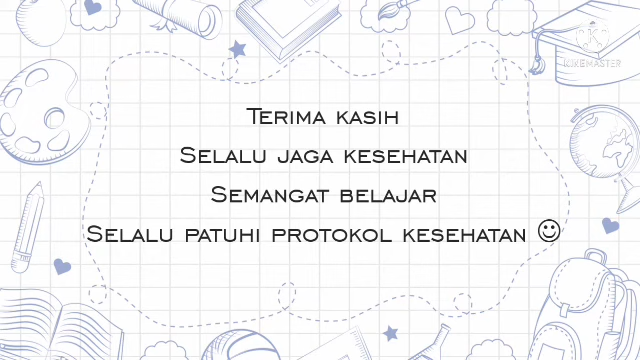 KINEMASTER
TERIMA KASIH
SELALU JAGA KESEHATAN
SEMANGAT BELAJAR
SELALU PATUHI PROTOKOL KESEHATAN ☺